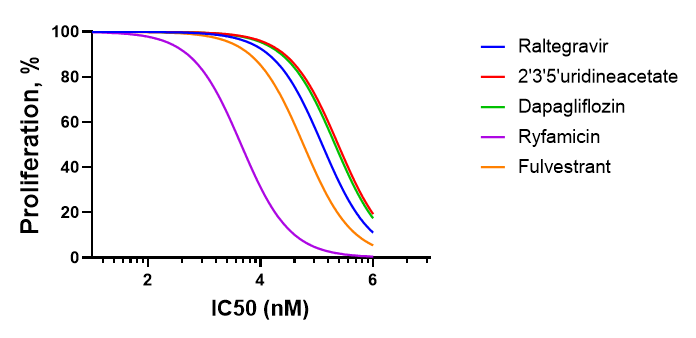 Proliferation, %
100
80
60
40
20
0
2
4
6
IC50 (nM)
Raltegravir
2'3'5'uridineacetate
Dapagliflozin
Ryfamicin
Fulvestrant